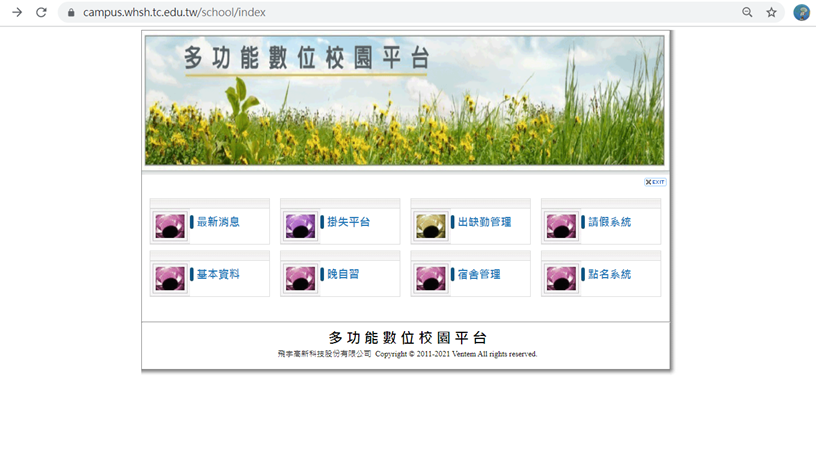 campus.whsh.tc.edu.tw/school/index
多功能數位校園平台
EXIT
最新消息
掛失平台
出缺勤管理
請假系統
基本資料
晚自習
宿舍管理
點名系統
多功能數位校園平台
飛宇高新科技股份有限公司 Copyright © 2011-2021 Ventem All rights reserved.